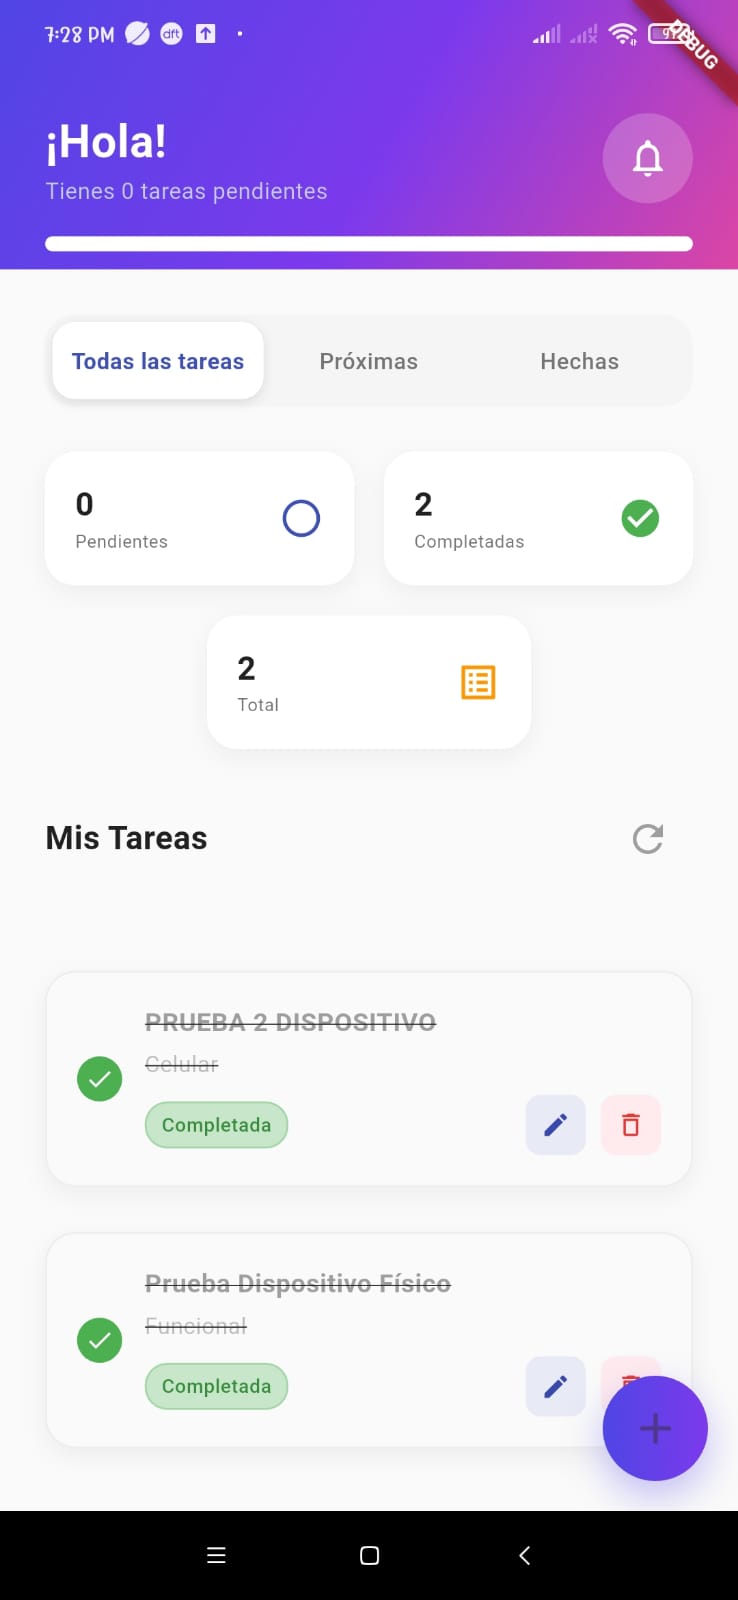 7:28 PM
dft
DEBUG
¡Hola!
Tienes 0 tareas pendientes
Todas las tareas
Próximas
Hechas
0
Pendientes
2
Completadas
2
Total
Mis Tareas
PRUEBA 2 DISPOSITIVO
Celular
Completada
Prueba Dispositivo Físico
Funcional
Completada